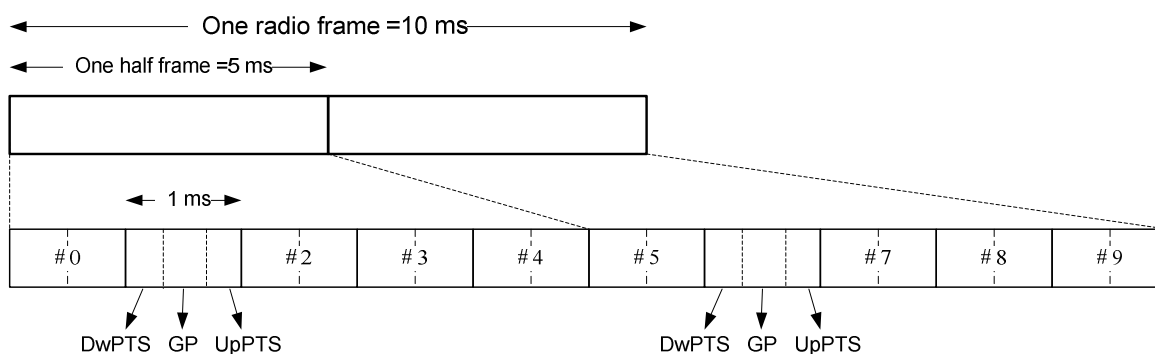 One radio frame =10 ms
One half frame =5 ms
1 ms
#0 #2 #3 #4 #5 #7 #8 #9
DwPTS GP UpPTS DwPTS GP UpPTS